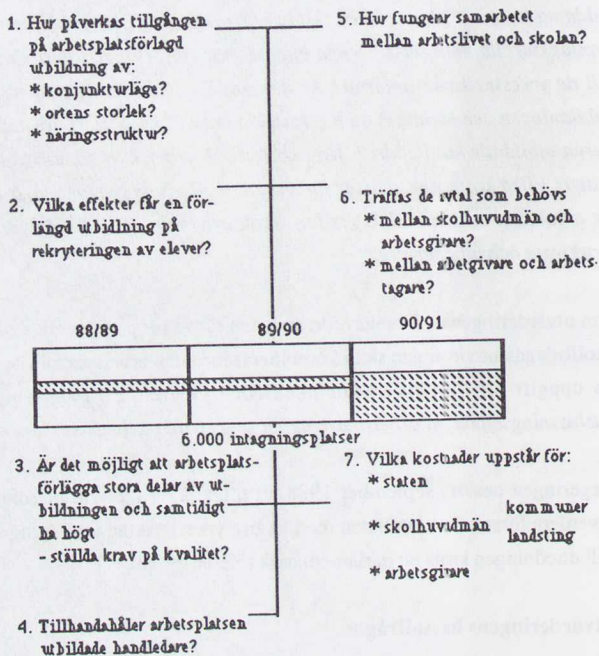 1. Hur påverkas tillgången
på arbetsplatsförlagd
utbildning av:
* konjunkturläge?
* ortens storlek?
* näringsstruktur?
2. Vilka effekter får en för-
längd utbildning på
rekryteringen av elever?
5. Hur fungerar samarbetet
mellan arbetslivet och skolan?
6. Träffas de avtal som behövs
* mellan skolhuvudmän och
arbetsgivare?
* mellan abetgivare och arbets-
tagare?
88/89 89/90 90/91
6.000 intagningsplatser
3. Är det möjligt att arbetsplats-
förlägga stora delar av ut-
bildningen och samtidigt
ha högt
ställda krav på kvalitet?
4. Tillhandahåler arbetsplatsen
utbildade handledare?
7. Vilka kostnader uppstår för:
* staten
kommuner
* skolhuvudmän landsting
* arbetsgivare